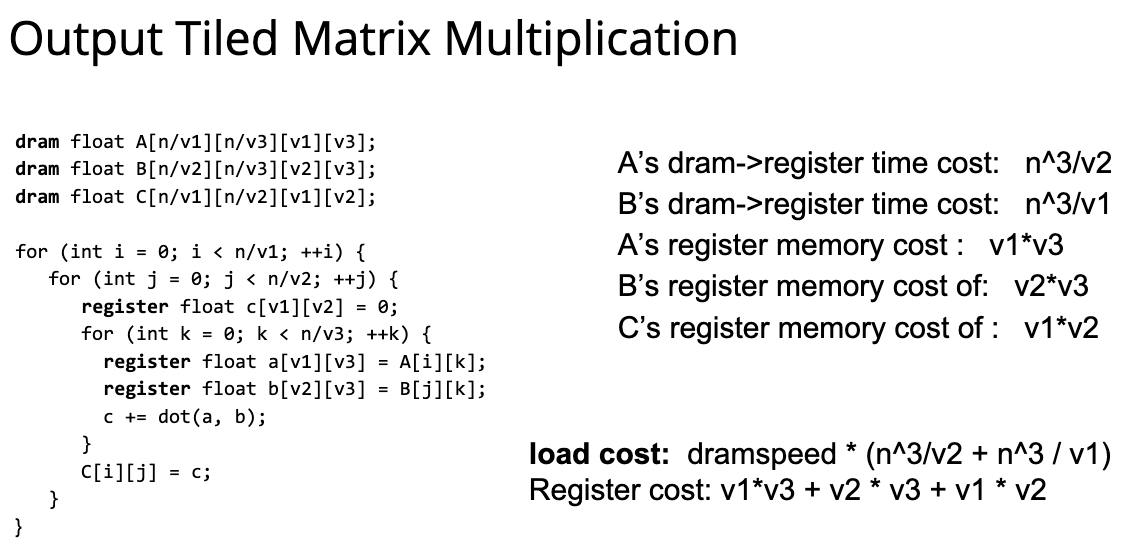 Output Tiled Matrix Multiplication
dram float A[n/v1][n/v3][v1][v3];
dram float B[n/v2][n/v3][v2][v3];
dram float C[n/v1][n/v2][v1][v2];
for (int i = 0; i < n/v1; ++i) {
for (int j = 0; j < n/v2; ++j) {
register float c[v1][v2] = 0;
for (int k = 0; k < n/v3; ++k) {
register float a[v1][v3] = A[i][k];
register float b[v2][v3] = B[j][k];
c += dot(a, b);
}
C[i][j] = c;
}
}
A’s dram->register time cost: n^3/v2
B’s dram->register time cost: n^3/v1
A’s register memory cost : v1*v3
B’s register memory cost of: v2*v3
C’s register memory cost of : v1*v2
load cost: dramspeed * (n^3/v2 + n^3 / v1)
Register cost: v1*v3 + v2 * v3 + v1 * v2